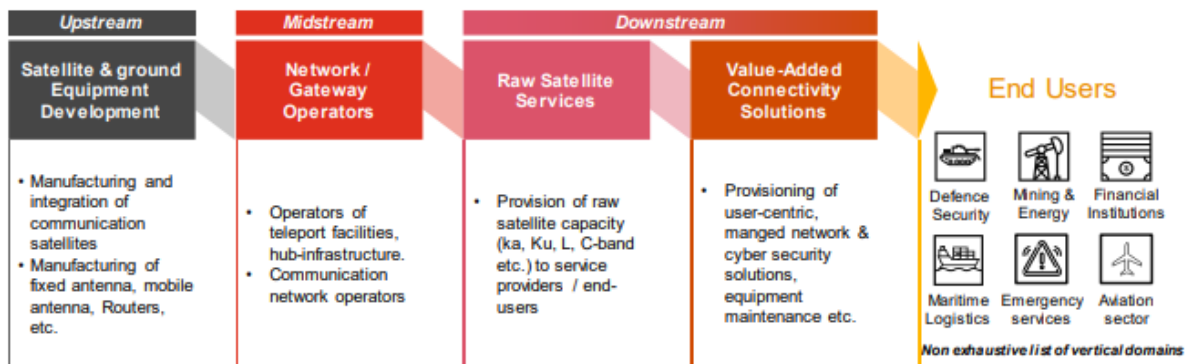 Upstream
Midstream
Downstream
Satellite & ground
Equipment
Development
Network /
Gateway
Operators
Raw Satellite
Services
Value-Added
Connectivity
Solutions
End Users
• Manufacturing and
integration of
communication
satellites
• Manufacturing of
fixed antenna, mobile
antenna, Routers,
etc.
• Operators of
teleport facilities,
hub-infrastructure.
• Communication
network operators
• Provision of raw
satellite capacity
(ka, Ku, L, C-band
etc.) to service
providers / end-
users
• Provisioning of
user-centric,
manged network &
cyber security
solutions,
equipment
maintenance etc.
Defence
Security
Mining &
Energy
Financial
Institutions
Maritime
Logistics
Emergency
services
Aviation
sector
Non exhaustive list of vertical domains